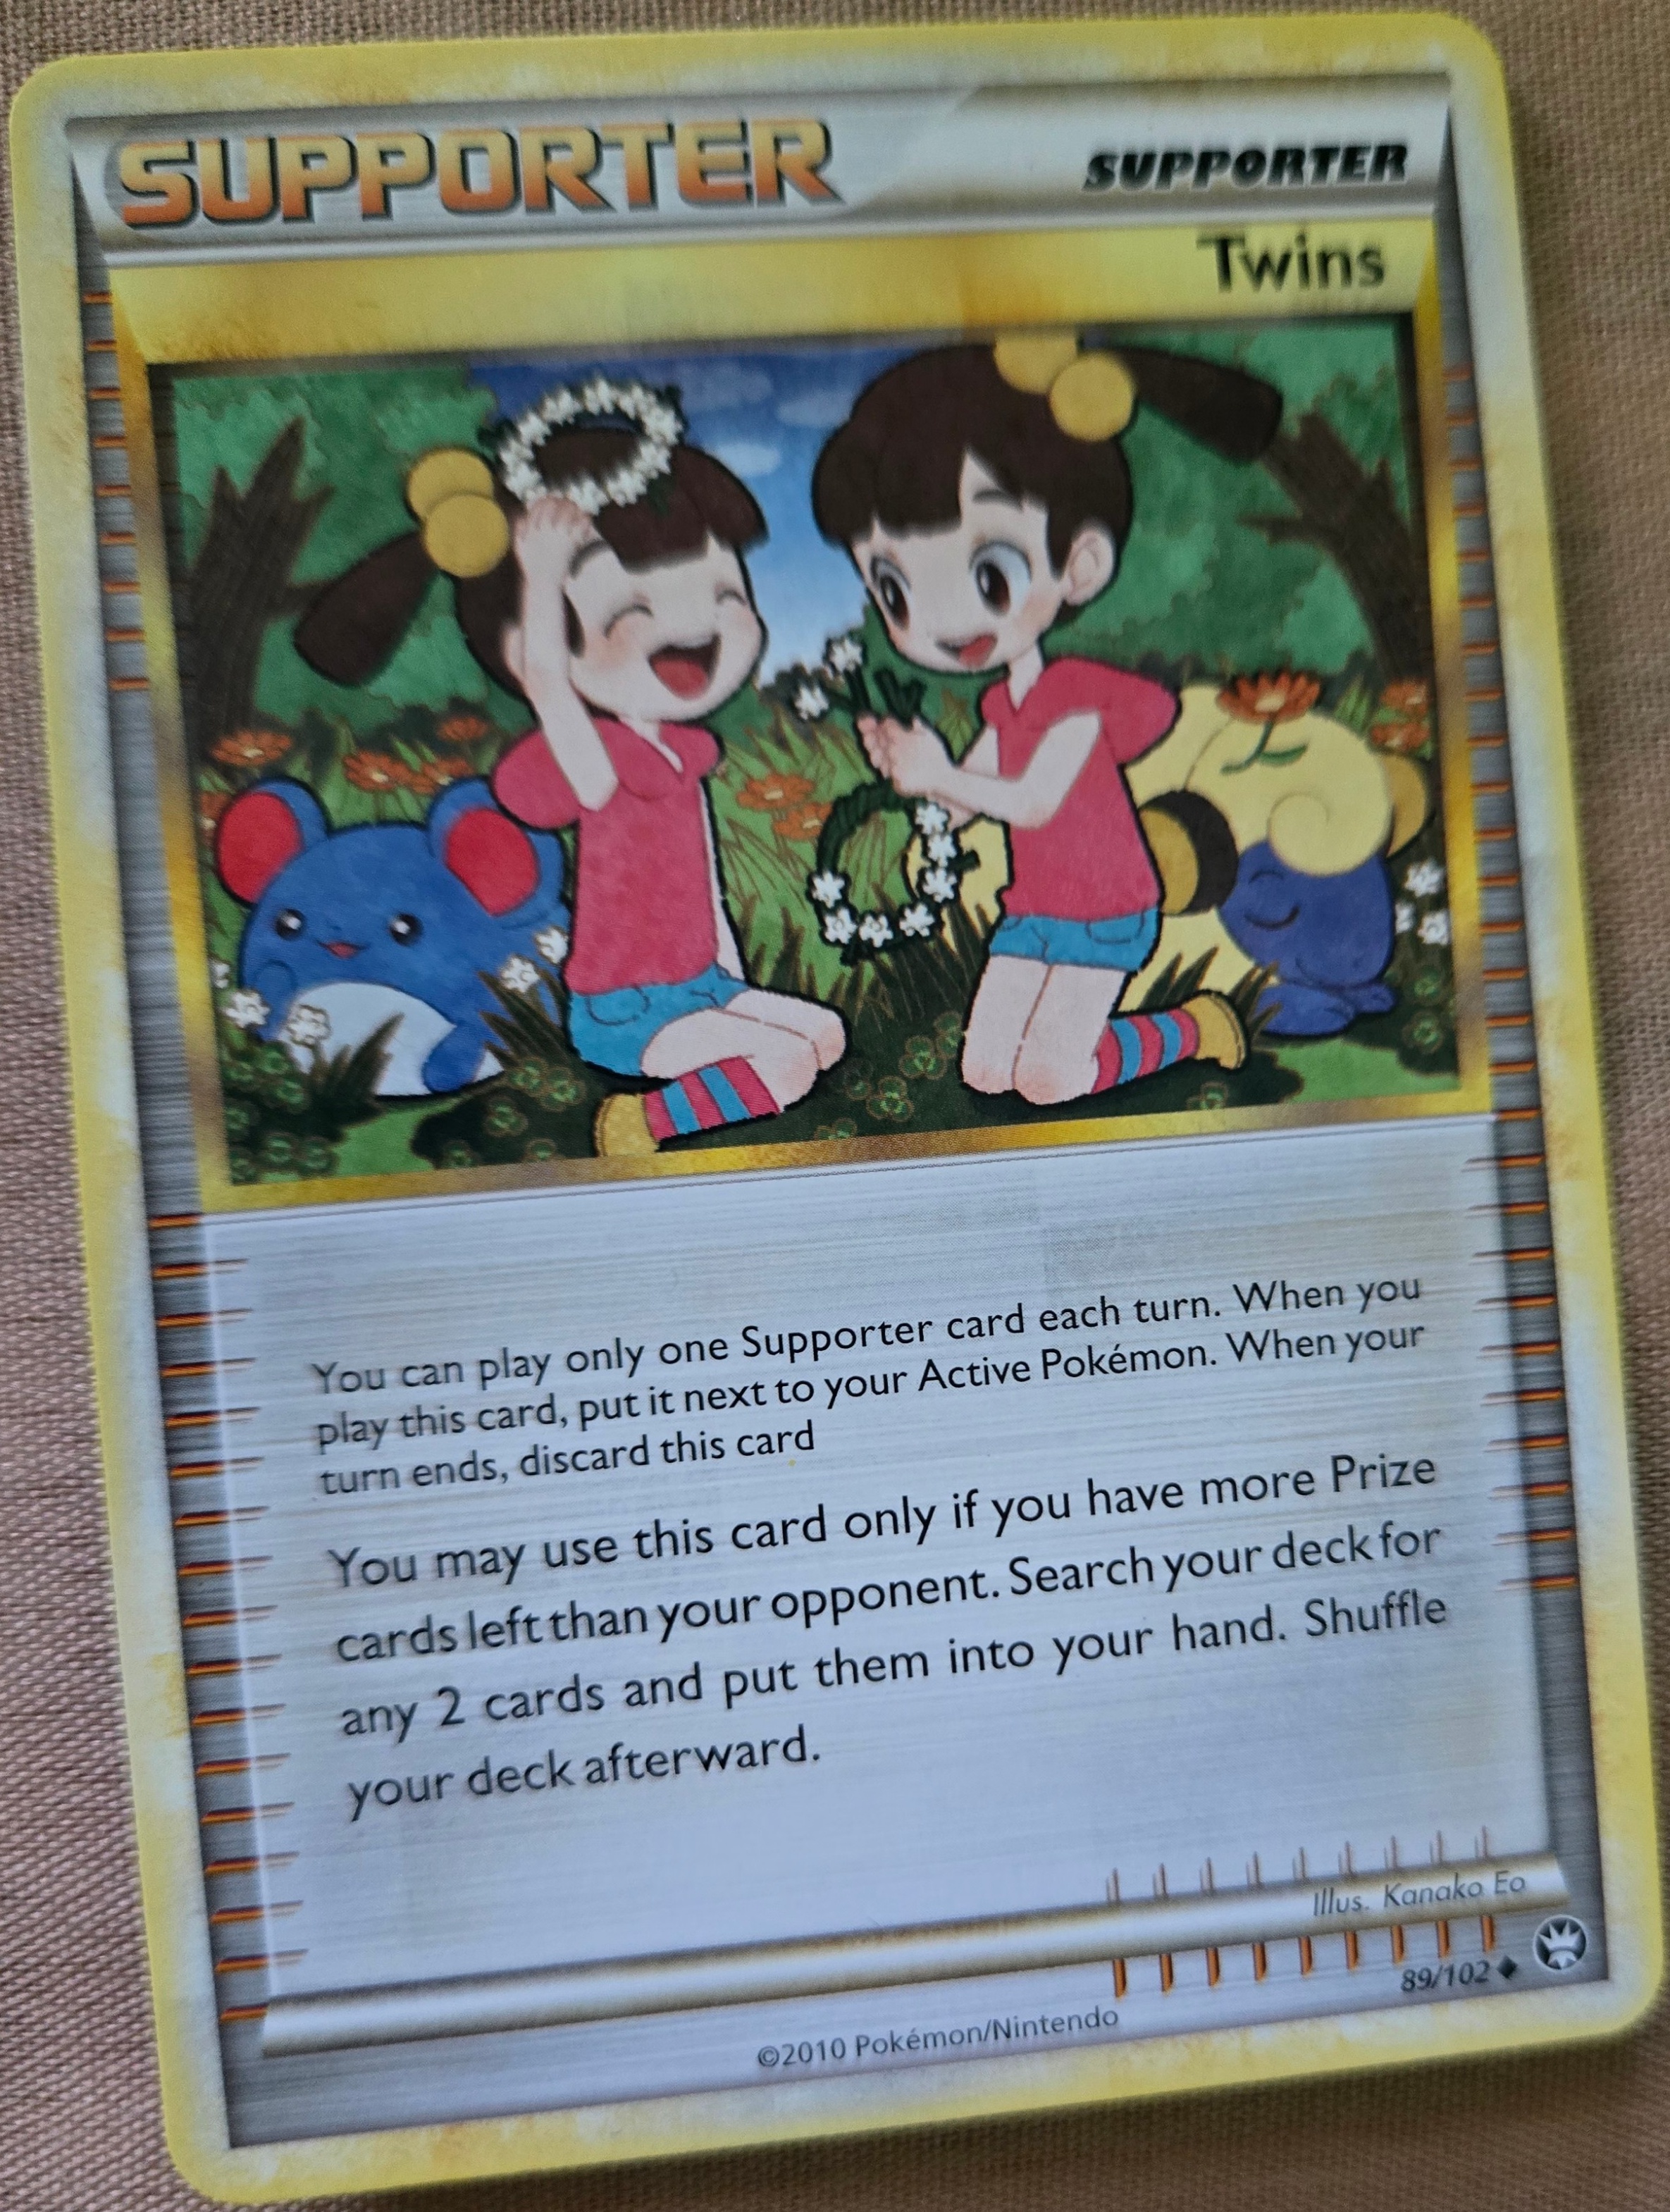 SUPPORTER
SUPPORTER
Twins
You can play only one Supporter card each turn. When you
play this card, put it next to your Active Pokémon. When your
turn ends, discard this card
You may use this card only if you have more Prize
cards left than your opponent. Search your deck for
any 2 cards and put them into your hand. Shuffle
your deck afterward.
Illus. Kanako Eo
89/102
©2010 Pokémon/Nintendo